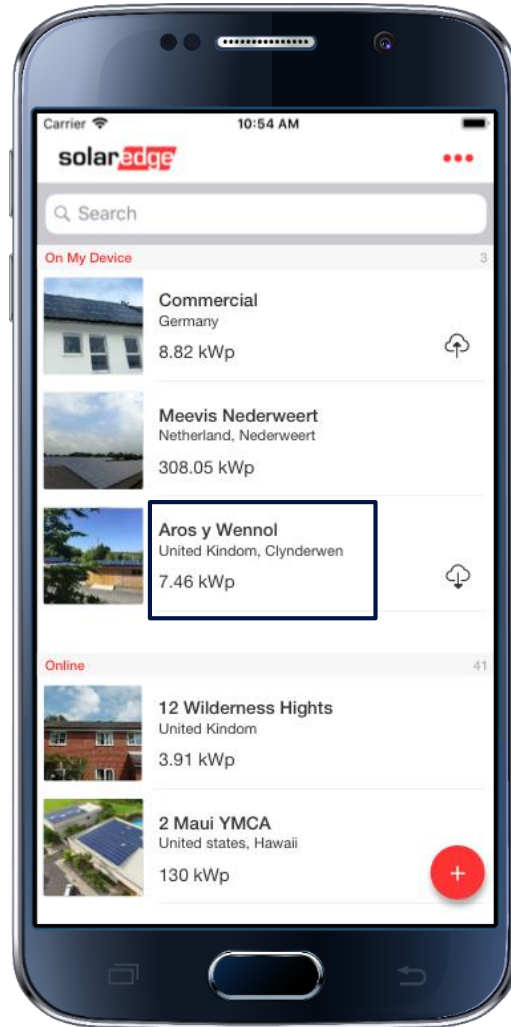 Carrier 10:54 AM
solaredge
Search
On My Device 3
Commercial
Germany
8.82 kWp
Meevis Nederweert
Netherland, Nederweert
308.05 kWp
Aros y Wennol
United Kindom, Clynderwen
7.46 kWp
Online 41
12 Wilderness Hights
United Kindom
3.91 kWp
2 Maui YMCA
United states, Hawaii
130 kWp
+